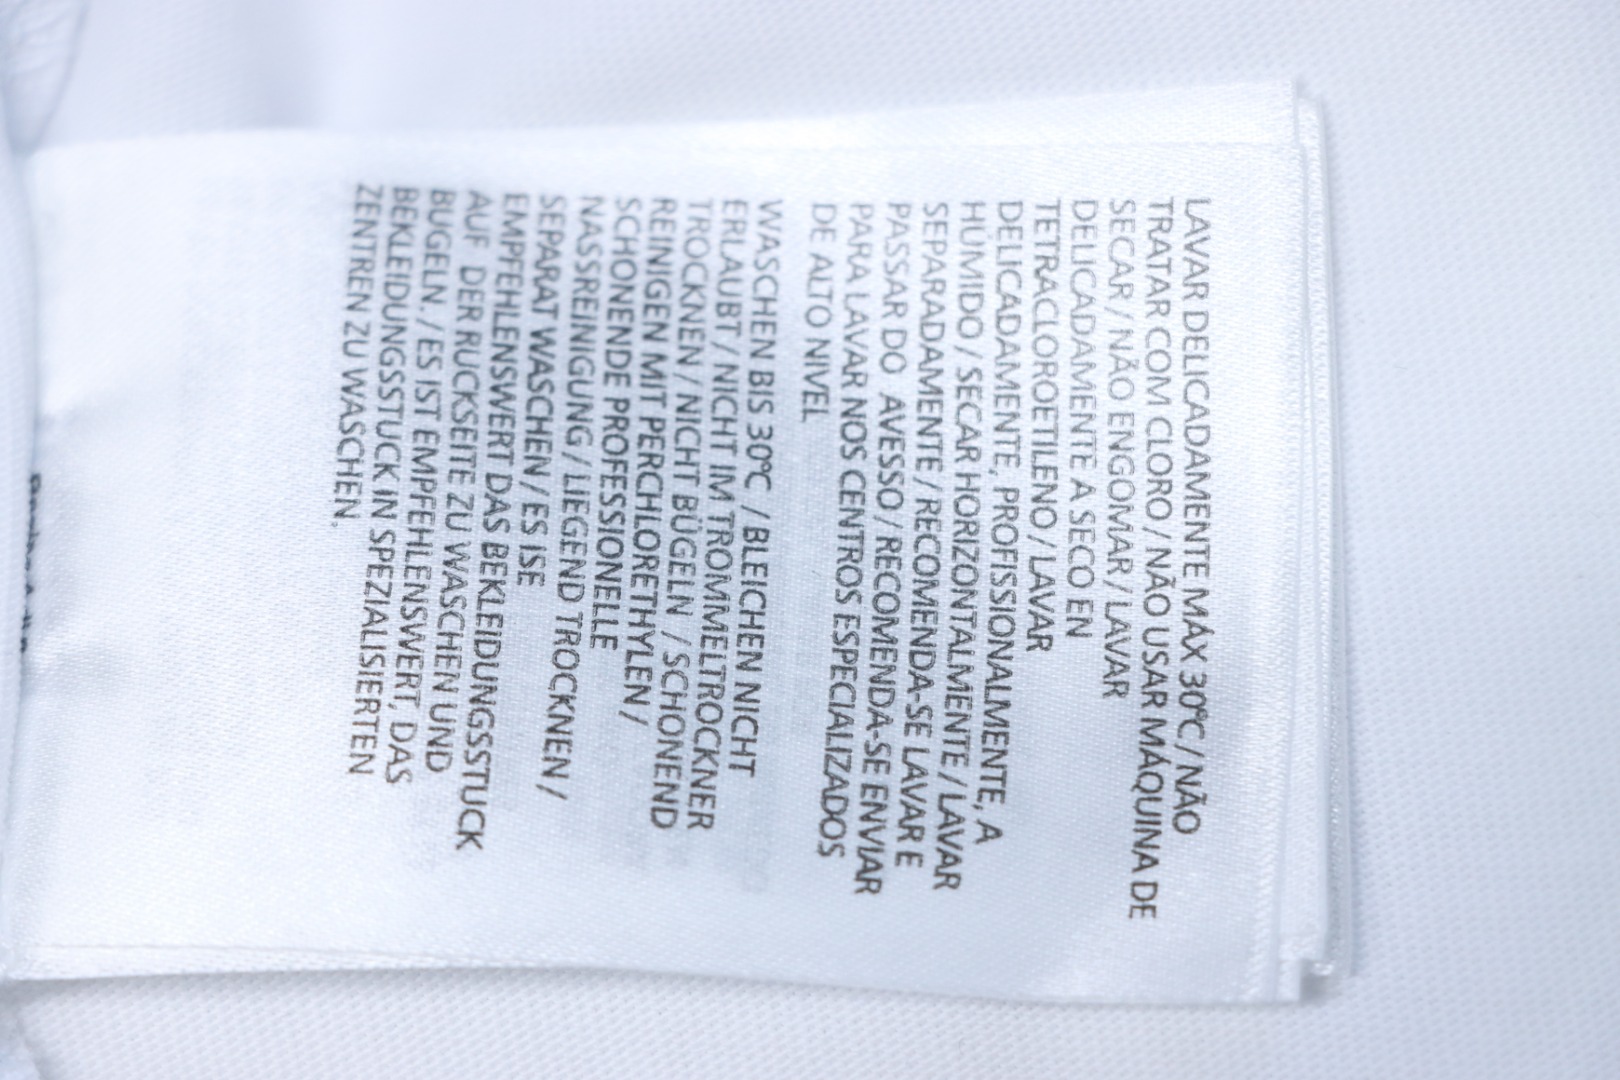 LAVAR DELICADAMENTE MÁX 30ºC / NÃO
TRATAR COM CLORO / NÃO USAR MÁQUINA DE
SECAR / NÃO ENGOMAR / LAVAR
DELICADAMENTE A SECO EN
TETRACLOROETILENO / LAVAR
DELICADAMENTE, PROFISSIONALMENTE, A
HÚMIDO / SECAR HORIZONTALMENTE / LAVAR
SEPARADAMENTE / RECOMENDA-SE LAVAR E
PASSAR DO AVESSO / RECOMENDA-SE ENVIAR
PARA LAVAR NOS CENTROS ESPECIALIZADOS
DE ALTO NIVEL
WASCHEN BIS 30ºC / BLEICHEN NICHT
ERLAUBT / NICHT IM TROMMELTROCKNER
TROCKNEN / NICHT BÜGELN / SCHONEND
REINIGEN MIT PERCHLORETHYLEN /
SCHONENDE PROFESSIONELLE
NASSREINIGUNG / LIEGEND TROCKNEN /
SEPARAT WASCHEN / ES ISE
EMPFEHLENSWERT DAS BEKLEIDUNGSSTUCK
AUF DER RUCKSEITE ZU WASCHEN UND
BUGELN. / ES IST EMPFEHLENSWERT, DAS
BEKLEIDUNGSSTUCK IN SPEZIALISIERTEN
ZENTREN ZU WASCHEN.